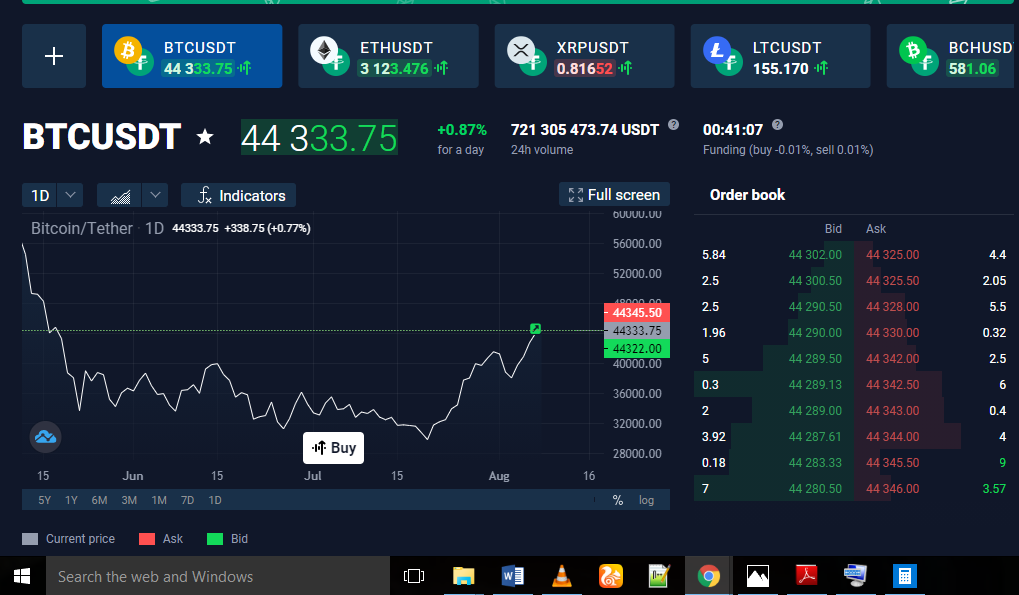 BTCUSDT
44 333.75
ETHUSDT
3 123.476
XRPUSDT
0.81652
LTCUSDT
155.170
BCHUSD
581.06
BTCUSDT ★ 44 333.75
+0.87%
for a day
721 305 473.74 USDT
24h volume
00:41:07
Funding (buy -0.01%, sell 0.01%)
1D
Indicators
Full screen
Bitcoin/Tether · 1D 44333.75 +338.75 (+0.77%)
60000.00
56000.00
52000.00
48000.00
44345.50
44333.75
44322.00
40000.00
36000.00
32000.00
28000.00
Buy
15 Jun 15 Jul 15 Aug 16
5Y 1Y 6M 3M 1M 7D 1D % log
Current price Ask Bid
Order book
Bid Ask
5.84 44 302.00 44 325.00 4.4
2.5 44 300.50 44 325.50 2.05
2.5 44 290.50 44 328.00 5.5
1.96 44 290.00 44 330.00 0.32
5 44 289.50 44 342.00 2.5
0.3 44 289.13 44 342.50 6
2 44 289.00 44 343.00 0.4
3.92 44 287.61 44 344.00 4
0.18 44 283.33 44 345.50 9
7 44 280.50 44 346.00 3.57
Search the web and Windows